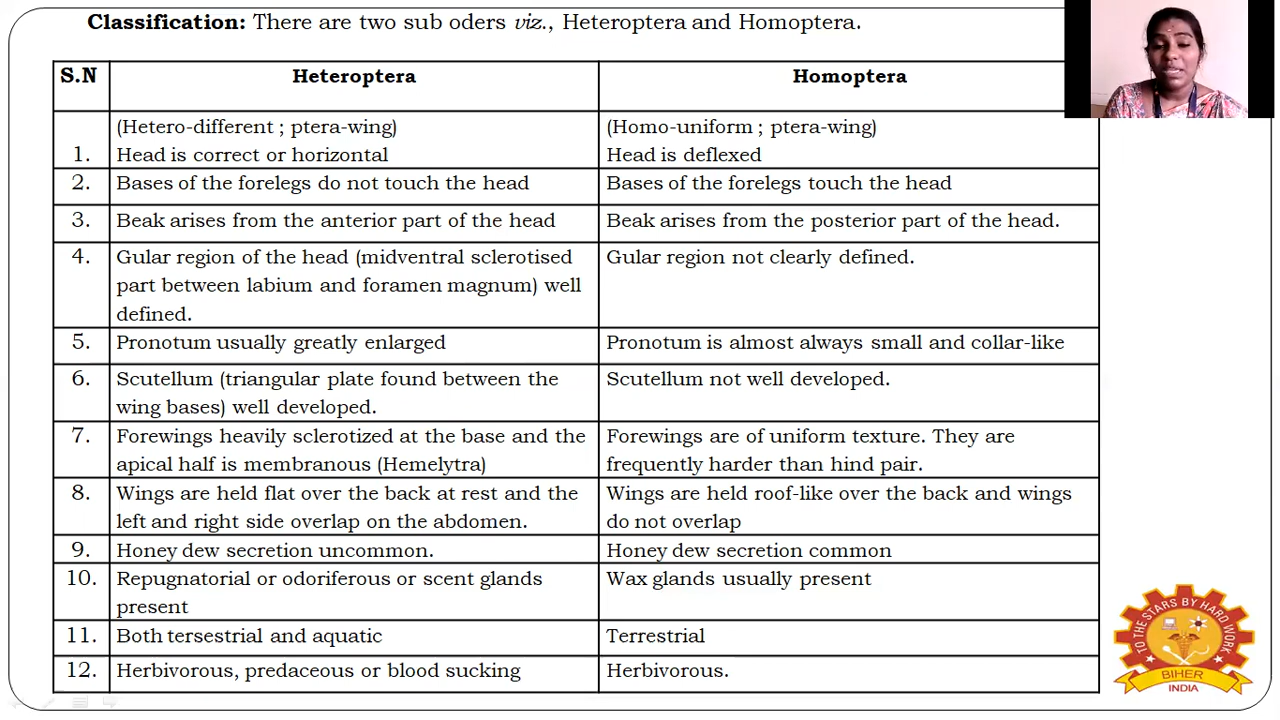 Classification: There are two sub oders viz., Heteroptera and Homoptera.
S.N Heteroptera Homoptera
(Hetero-different ; ptera-wing) (Homo-uniform ; ptera-wing)
1. Head is correct or horizontal Head is deflexed
2. Bases of the forelegs do not touch the head Bases of the forelegs touch the head
3. Beak arises from the anterior part of the head Beak arises from the posterior part of the head.
4. Gular region of the head (midventral sclerotised Gular region not clearly defined.
part between labium and foramen magnum) well
defined.
5. Pronotum usually greatly enlarged Pronotum is almost always small and collar-like
6. Scutellum (triangular plate found between the Scutellum not well developed.
wing bases) well developed.
7. Forewings heavily sclerotized at the base and the Forewings are of uniform texture. They are
apical half is membranous (Hemelytra) frequently harder than hind pair.
8. Wings are held flat over the back at rest and the Wings are held roof-like over the back and wings
left and right side overlap on the abdomen. do not overlap
9. Honey dew secretion uncommon. Honey dew secretion common
10. Repugnatorial or odoriferous or scent glands Wax glands usually present
present
11. Both tersestrial and aquatic Terrestrial
12. Herbivorous, predaceous or blood sucking Herbivorous.
TO THE STARS BY HARD WORK
BIHER
INDIA